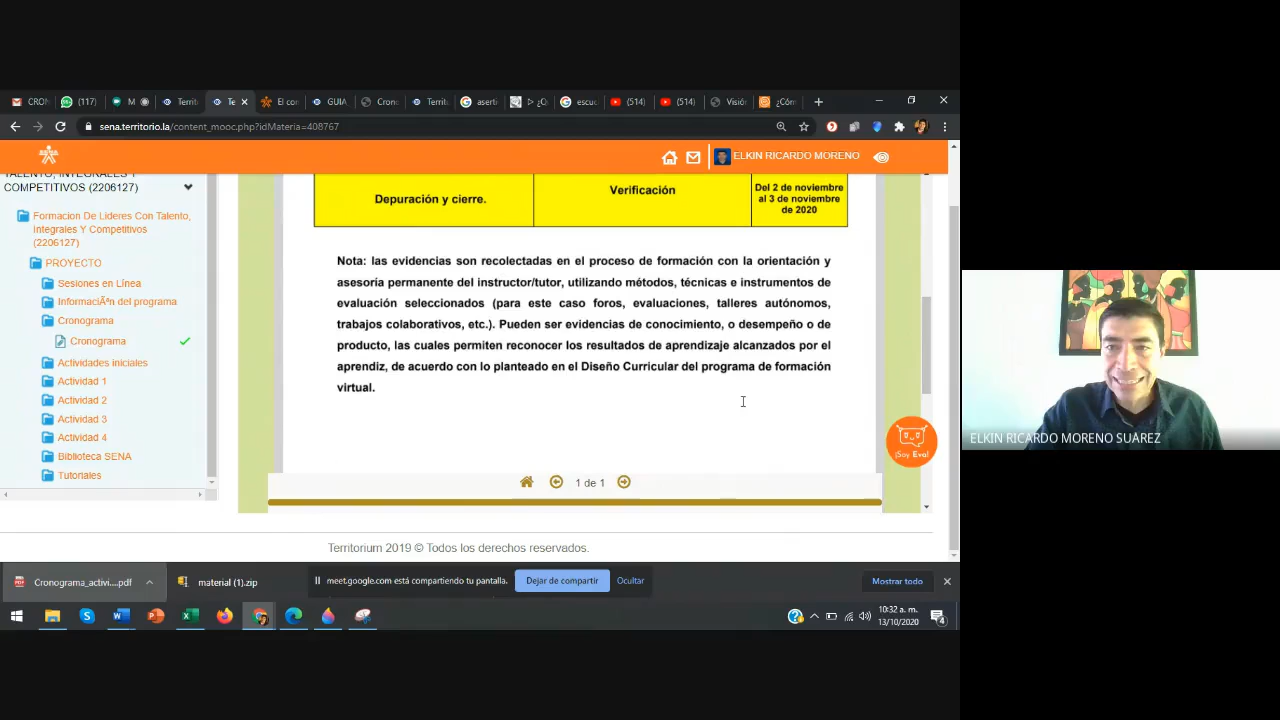 CRON
(117)
M
Territ
Te
El cor
GUIA
Crono
Territ
aserti
¿Qu
escuc
(514)
(514)
Visión
¿Cóm
sena.territorio.la/content_mooc.php?idMateria=408767
ELKIN RICARDO MORENO
TALENTO, INTEGRALES Y
COMPETITIVOS (2206127)
Formacion De Lideres Con Talento,
Integrales Y Competitivos
(2206127)
PROYECTO
Sesiones en Línea
InformaciÃ³n del programa
Cronograma
Cronograma
Actividades iniciales
Actividad 1
Actividad 2
Actividad 3
Actividad 4
Biblioteca SENA
Tutoriales
Depuración y cierre.
Verificación
Del 2 de noviembre
al 3 de noviembre
de 2020
Nota: las evidencias son recolectadas en el proceso de formación con la orientación y
asesoría permanente del instructor/tutor, utilizando métodos, técnicas e instrumentos de
evaluación seleccionados (para este caso foros, evaluaciones, talleres autónomos,
trabajos colaborativos, etc.). Pueden ser evidencias de conocimiento, o desempeño o de
producto, las cuales permiten reconocer los resultados de aprendizaje alcanzados por el
aprendiz, de acuerdo con lo planteado en el Diseño Curricular del programa de formación
virtual.
¡Soy Eva!
1 de 1
Territorium 2019 © Todos los derechos reservados.
Cronograma_activi....pdf
material (1).zip
meet.google.com está compartiendo tu pantalla.
Dejar de compartir
Ocultar
Mostrar todo
10:32 a. m.
13/10/2020
4
ELKIN RICARDO MORENO SUÁREZ